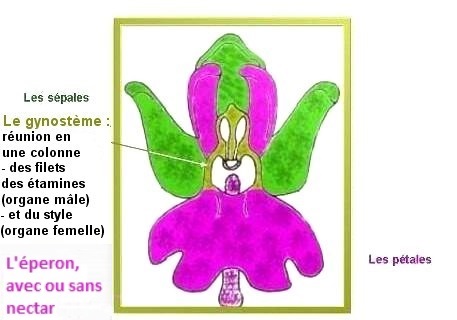 Les sépales
Le gynostème :
réunion en
une colonne
- des filets
des étamines
(organe mâle)
- et du style
(organe femelle)
L'éperon,
avec ou sans
nectar
Les pétales